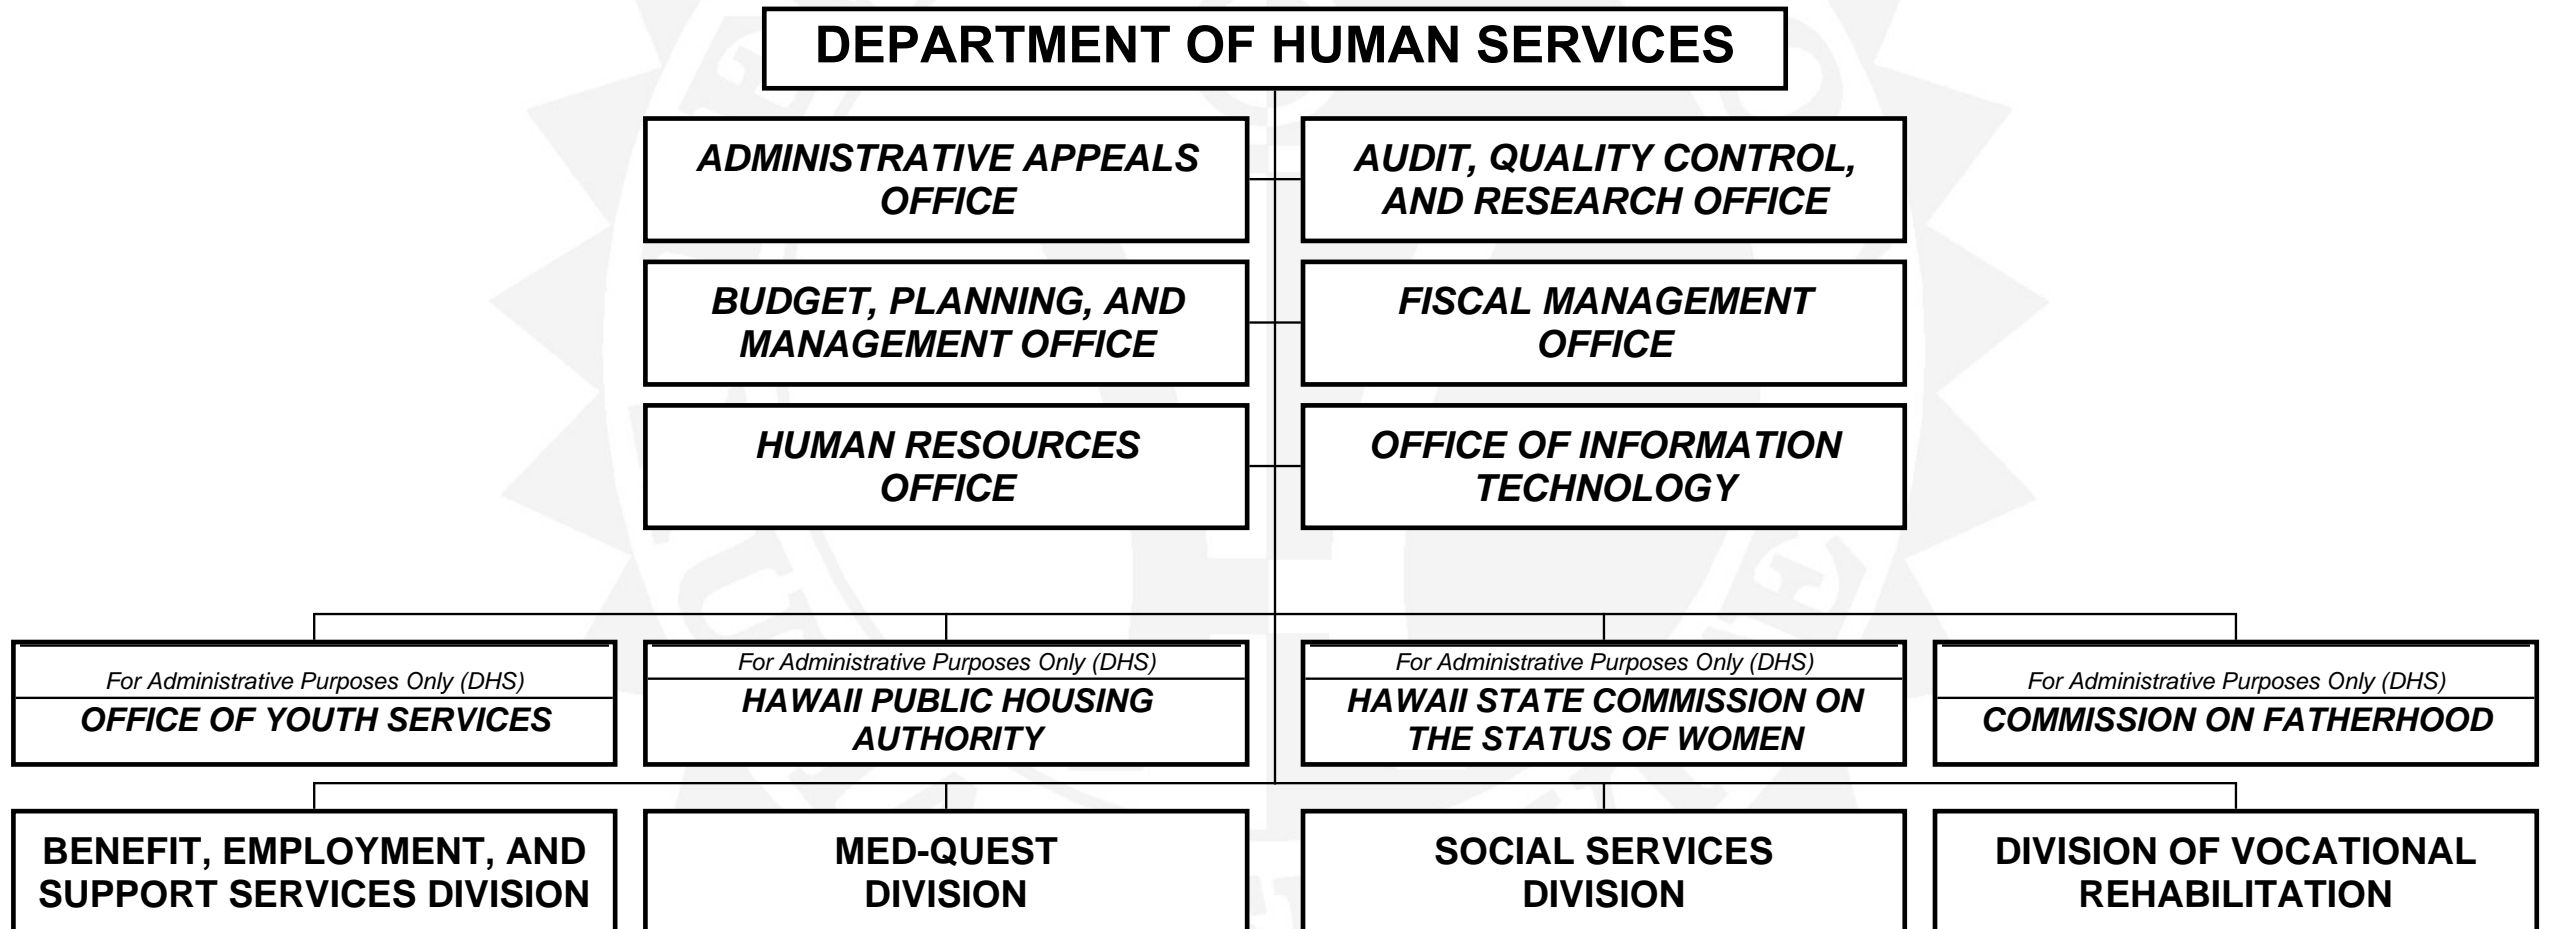 DEPARTMENT OF HUMAN SERVICES
ADMINISTRATIVE APPEALS
OFFICE
AUDIT, QUALITY CONTROL,
AND RESEARCH OFFICE
BUDGET, PLANNING, AND
MANAGEMENT OFFICE
FISCAL MANAGEMENT
OFFICE
HUMAN RESOURCES
OFFICE
OFFICE OF INFORMATION
TECHNOLOGY
For Administrative Purposes Only (DHS)
OFFICE OF YOUTH SERVICES
For Administrative Purposes Only (DHS)
HAWAII PUBLIC HOUSING
AUTHORITY
For Administrative Purposes Only (DHS)
HAWAII STATE COMMISSION ON
THE STATUS OF WOMEN
For Administrative Purposes Only (DHS)
COMMISSION ON FATHERHOOD
BENEFIT, EMPLOYMENT, AND
SUPPORT SERVICES DIVISION
MED-QUEST
DIVISION
SOCIAL SERVICES
DIVISION
DIVISION OF VOCATIONAL
REHABILITATION